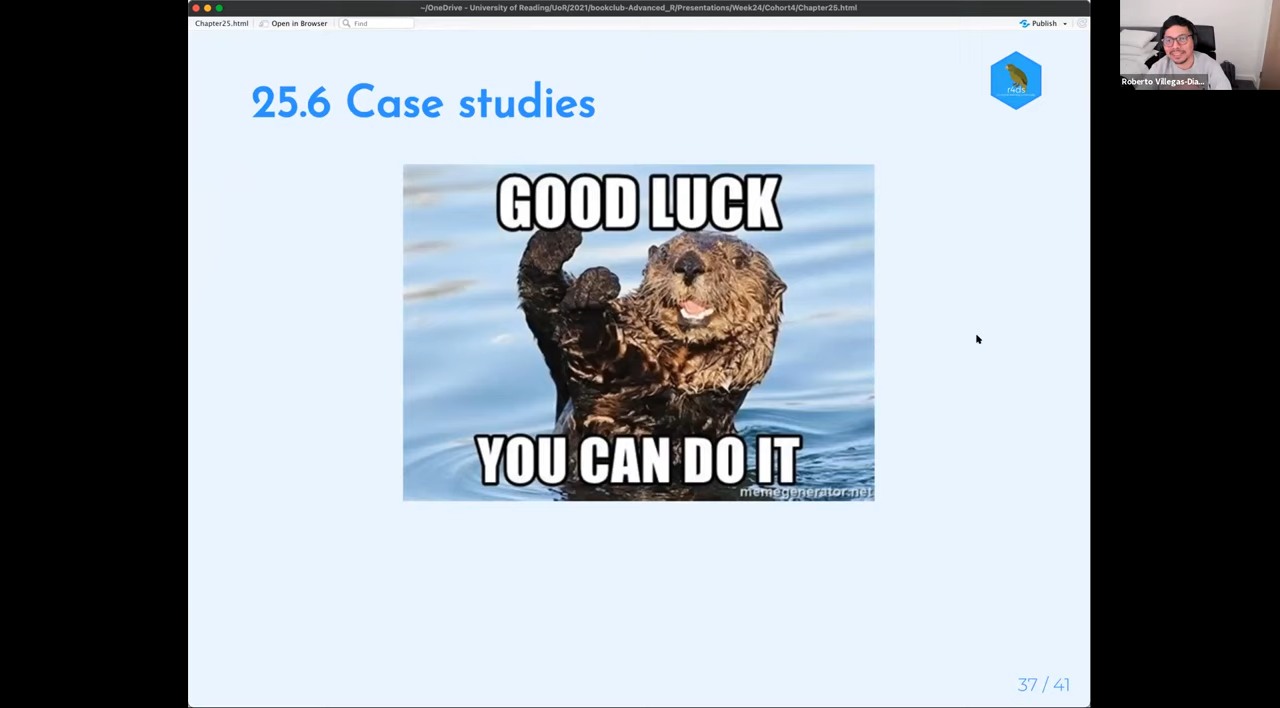 ~/OneDrive - University of Reading/UoR/2021/bookclub-Advanced_R/Presentations/Week24/Cohort4/Chapter25.html
Chapter25.html
Open in Browser
Find
Publish
25.6 Case studies
r4ds
GOOD LUCK
YOU CAN DO IT
memegenerator.net
37 / 41
Roberto Villegas-Dia...